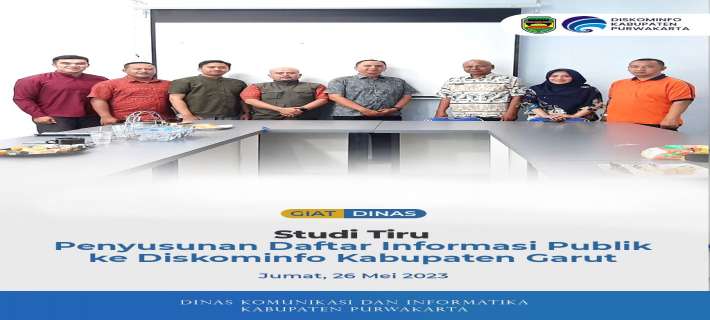 DISKOMINFO
KABUPATEN
PURWAKARTA
GIAT DINAS
Studi Tiru
Penyusunan Daftar Informasi Publik
ke Diskominfo Kabupaten Garut
Jumat, 26 Mei 2023
DINAS KOMUNIKASI DAN INFORMATIKA
KABUPATEN PURWAKARTA